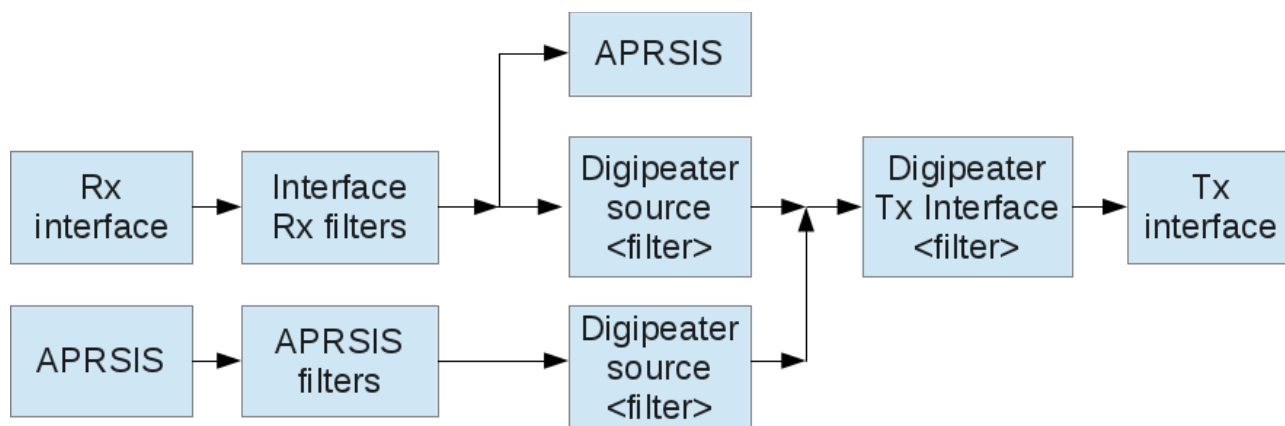 APRSIS
Rx
interface
Interface
Rx filters
Digipeater
source
<filter>
Digipeater
Tx Interface
<filter>
Tx
interface
APRSIS
APRSIS
filters
Digipeater
source
<filter>